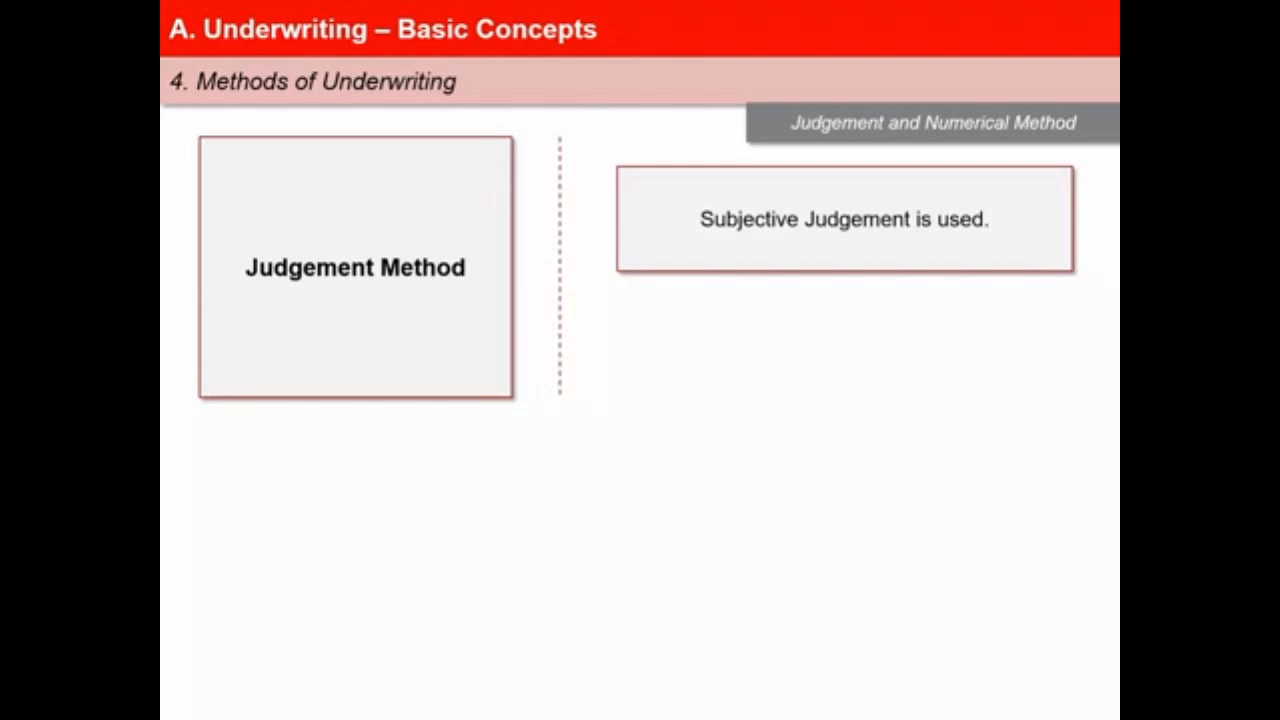 A. Underwriting – Basic Concepts
4. Methods of Underwriting
Judgement and Numerical Method
Judgement Method
Subjective Judgement is used.